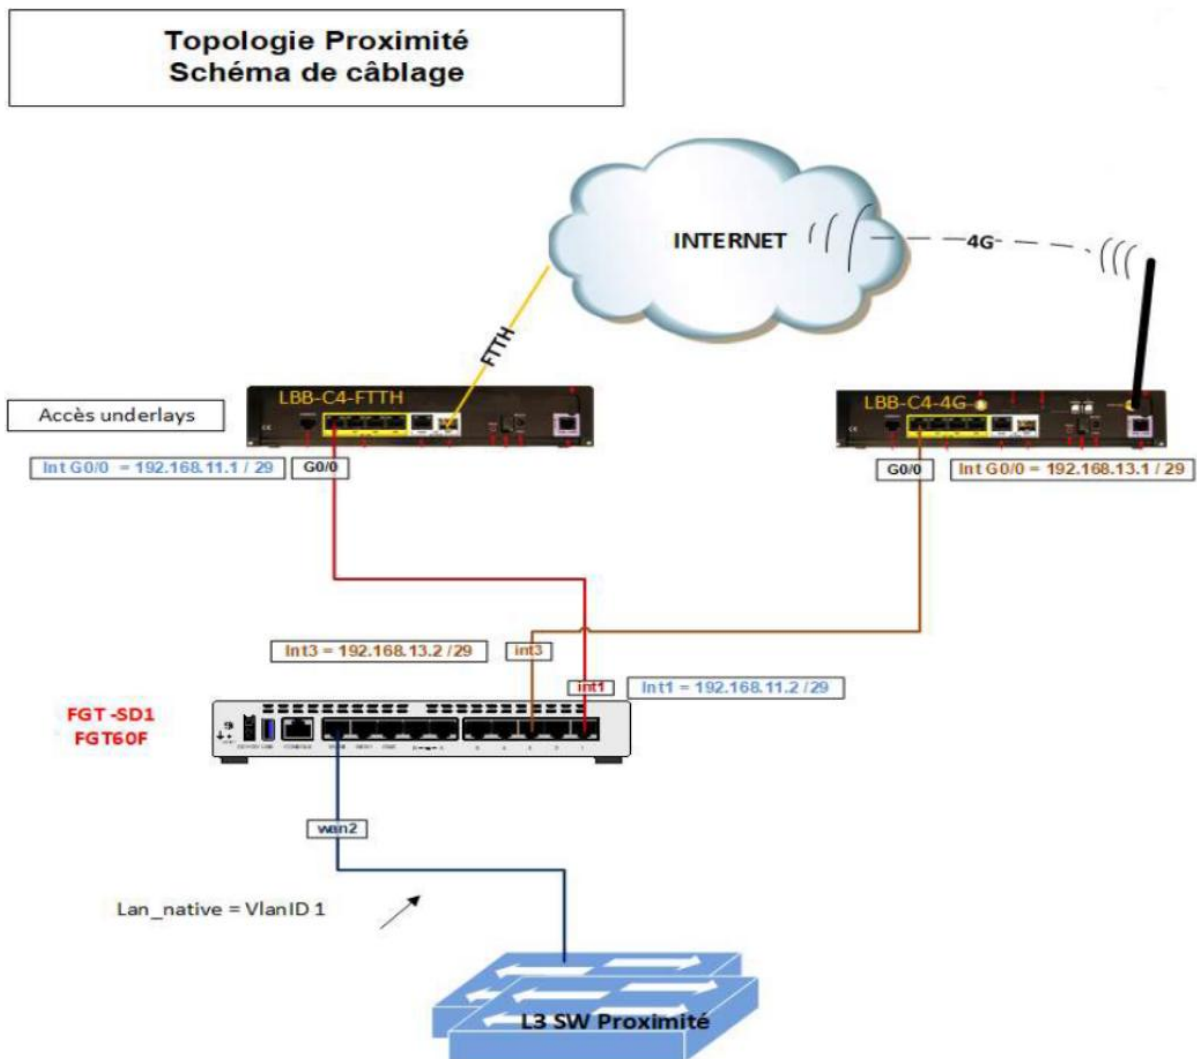 Topologie Proximité
Schéma de câblage
INTERNET
4G
FTTH
LBB-C4-FTTH
LBB-C4-4G
Accès underlays
Int G0/0 = 192.168.11.1 / 29
G0/0
G0/0
Int G0/0 = 192.168.13.1 / 29
Int3 = 192.168.13.2 /29
int3
int1
Int1 = 192.168.11.2 /29
FGT -SD1
FGT60F
wan2
Lan_native = VlanID 1
L3 SW Proximité